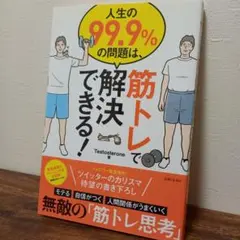 人生の
99.9%
の問題は、
筋トレで
解決
できる!
Testosterone 著
ツイッターのカリスマ
待望の書き下ろし
モテる 自信がつく 人間関係がうまくいく
無敵の「筋トレ思考」